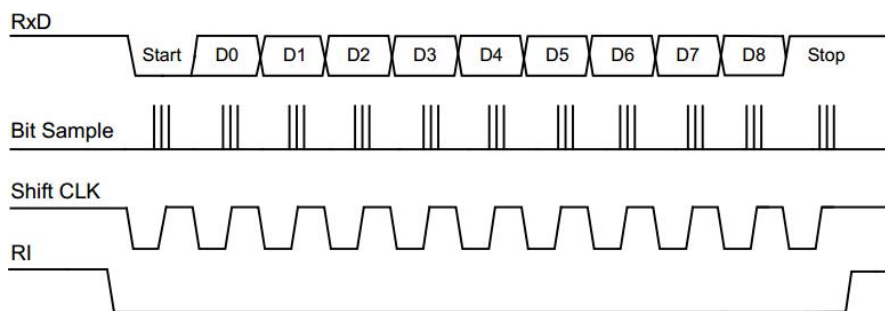 RxD
Start D0 D1 D2 D3 D4 D5 D6 D7 D8 Stop
Bit Sample
Shift CLK
RI